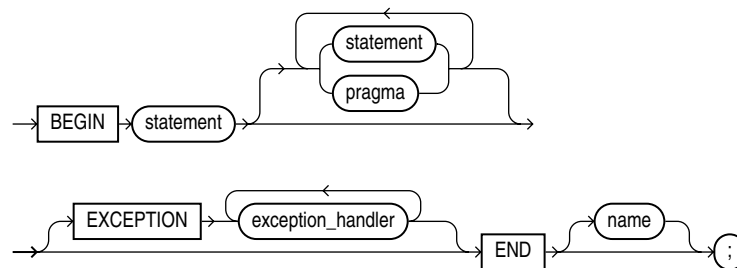 statement
pragma
BEGIN statement
EXCEPTION exception_handler name
END ;